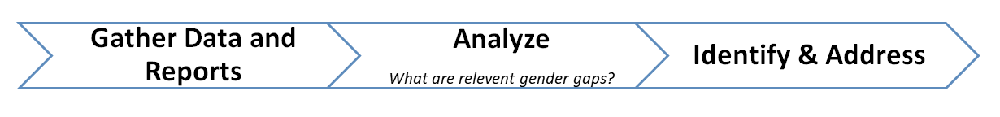 Gather Data and
Reports
Analyze
What are relevent gender gaps?
Identify & Address